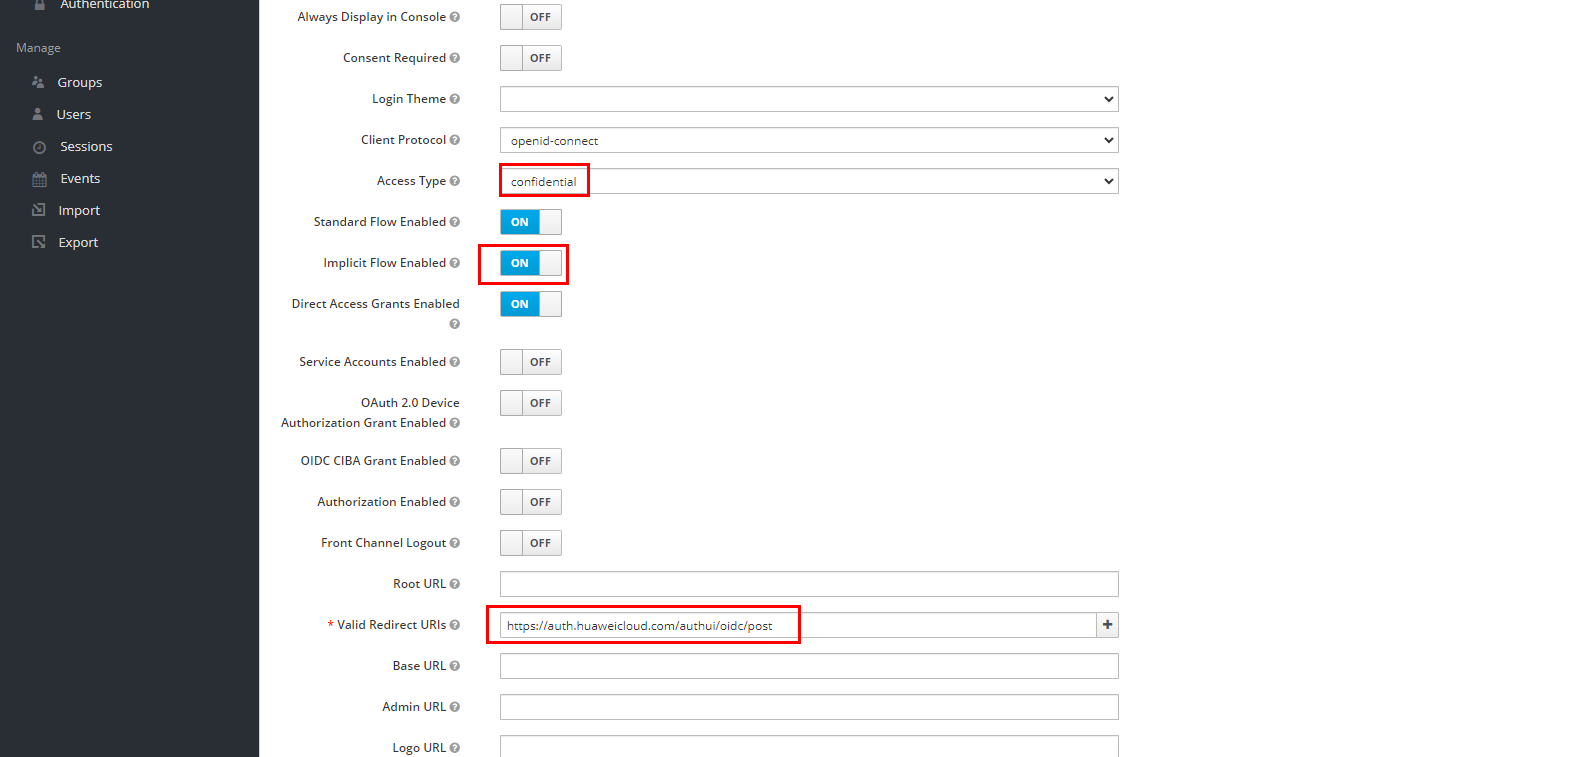 Authentication
Manage
Groups
Users
Sessions
Events
Import
Export
Always Display in Console
OFF
Consent Required
OFF
Login Theme
Client Protocol
openid-connect
Access Type
confidential
Standard Flow Enabled
ON
Implicit Flow Enabled
ON
Direct Access Grants Enabled
ON
Service Accounts Enabled
OFF
OAuth 2.0 Device
Authorization Grant Enabled
OFF
OIDC CIBA Grant Enabled
OFF
Authorization Enabled
OFF
Front Channel Logout
OFF
Root URL
* Valid Redirect URIs
https://auth.huaweicloud.com/authui/oidc/post
Base URL
Admin URL
Logo URL